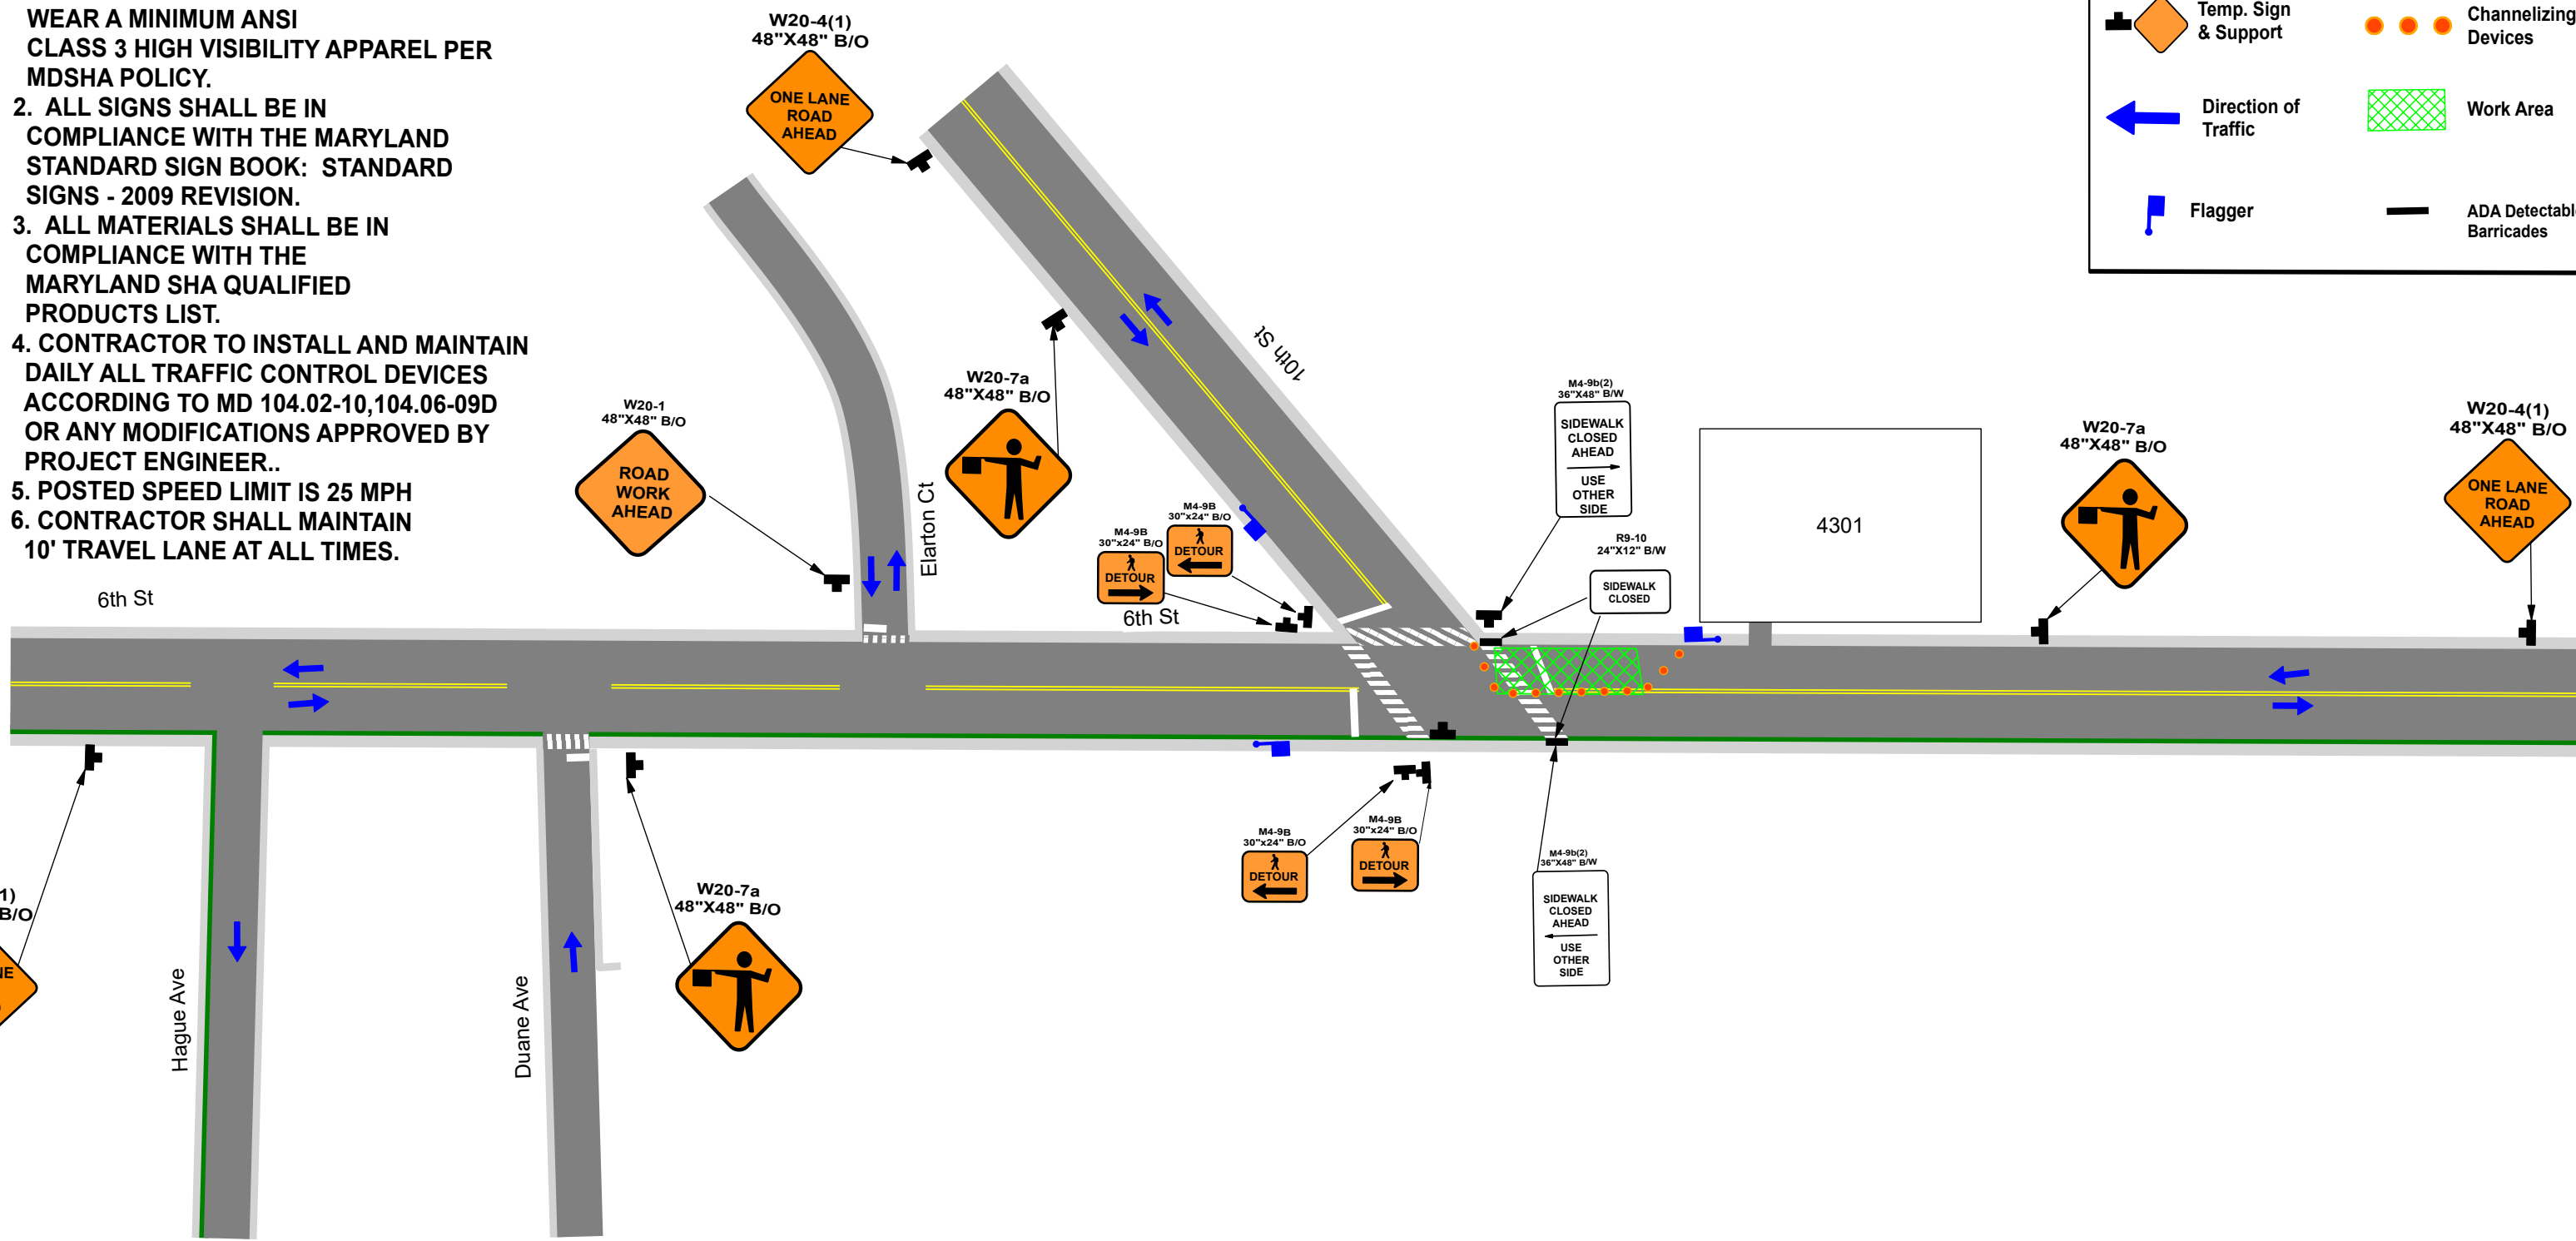 WEAR A MINIMUM ANSI
CLASS 3 HIGH VISIBILITY APPAREL PER
MDSHA POLICY.
2. ALL SIGNS SHALL BE IN
COMPLIANCE WITH THE MARYLAND
STANDARD SIGN BOOK: STANDARD
SIGNS - 2009 REVISION.
3. ALL MATERIALS SHALL BE IN
COMPLIANCE WITH THE
MARYLAND SHA QUALIFIED
PRODUCTS LIST.
4. CONTRACTOR TO INSTALL AND MAINTAIN
DAILY ALL TRAFFIC CONTROL DEVICES
ACCORDING TO MD 104.02-10,104.06-09D
OR ANY MODIFICATIONS APPROVED BY
PROJECT ENGINEER..
5. POSTED SPEED LIMIT IS 25 MPH
6. CONTRACTOR SHALL MAINTAIN
10' TRAVEL LANE AT ALL TIMES.
W20-4(1)
48"X48" B/O
ONE LANE
ROAD
AHEAD
Temp. Sign
& Support
Channelizing
Devices
Direction of
Traffic
Work Area
Flagger
ADA Detectabl
Barricades
10th St
W20-7a
48"X48" B/O
W20-1
48"X48" B/O
ROAD
WORK
AHEAD
Elarton Ct
M4-9B
30"x24" B/O
DETOUR
M4-9B
30"x24" B/O
DETOUR
M4-9b(2)
36"X48" B/W
SIDEWALK
CLOSED
AHEAD
USE
OTHER
SIDE
R9-10
24"X12" B/W
SIDEWALK
CLOSED
4301
W20-7a
48"X48" B/O
W20-4(1)
48"X48" B/O
ONE LANE
ROAD
AHEAD
6th St
6th St
1)
B/O
NE
Hague Ave
Duane Ave
W20-7a
48"X48" B/O
M4-9B
30"x24" B/O
DETOUR
M4-9B
30"x24" B/O
DETOUR
M4-9b(2)
36"X48" B/W
SIDEWALK
CLOSED
AHEAD
USE
OTHER
SIDE